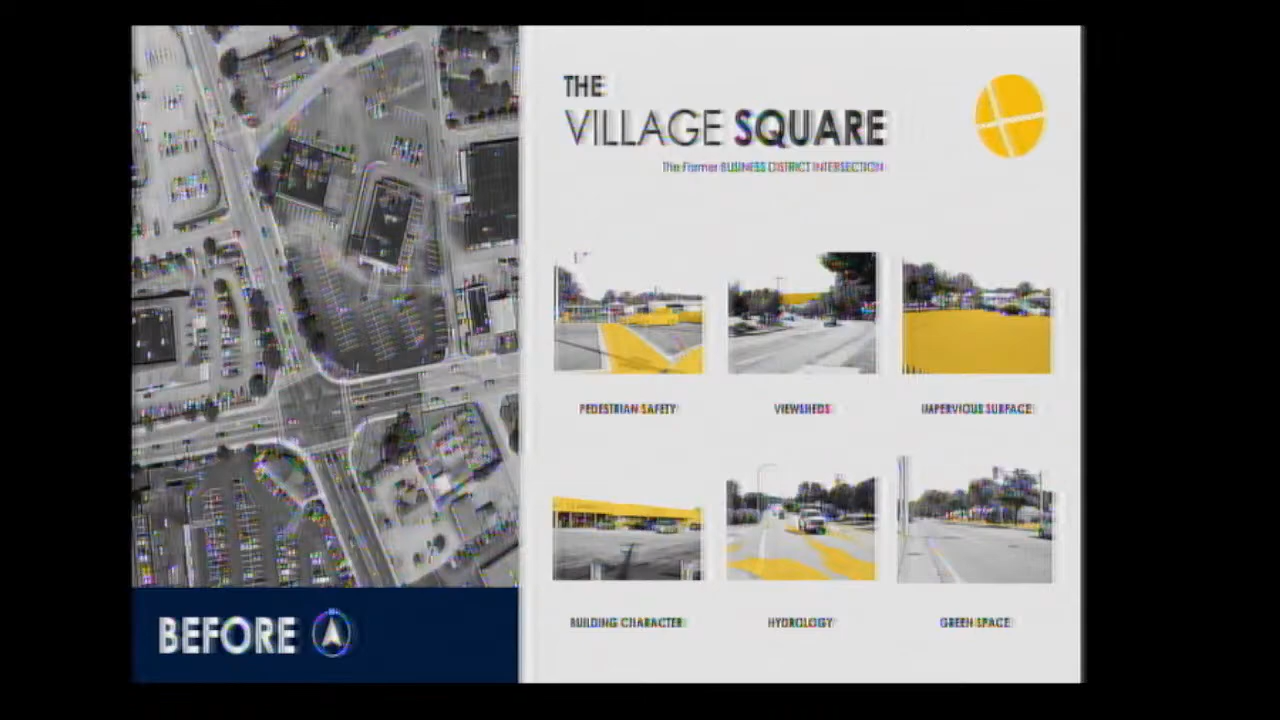 THE
VILLAGE SQUARE
The Former BUSINESS DISTRICT INTERSECTION
PEDESTRIAN SAFETY
VIEWSHEDS
IMPERVIOUS SURFACE
BUILDING CHARACTER
HYDROLOGY
GREEN SPACE
BEFORE